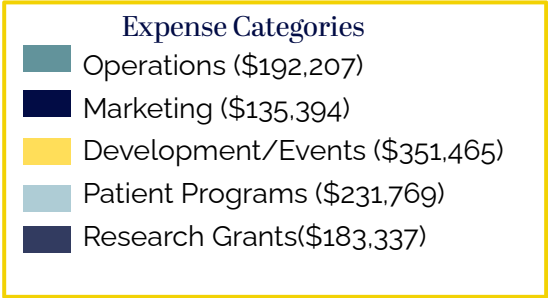 Expense Categories
Operations ($192,207)
Marketing ($135,394)
Development/Events ($351,465)
Patient Programs ($231,769)
Research Grants($183,337)